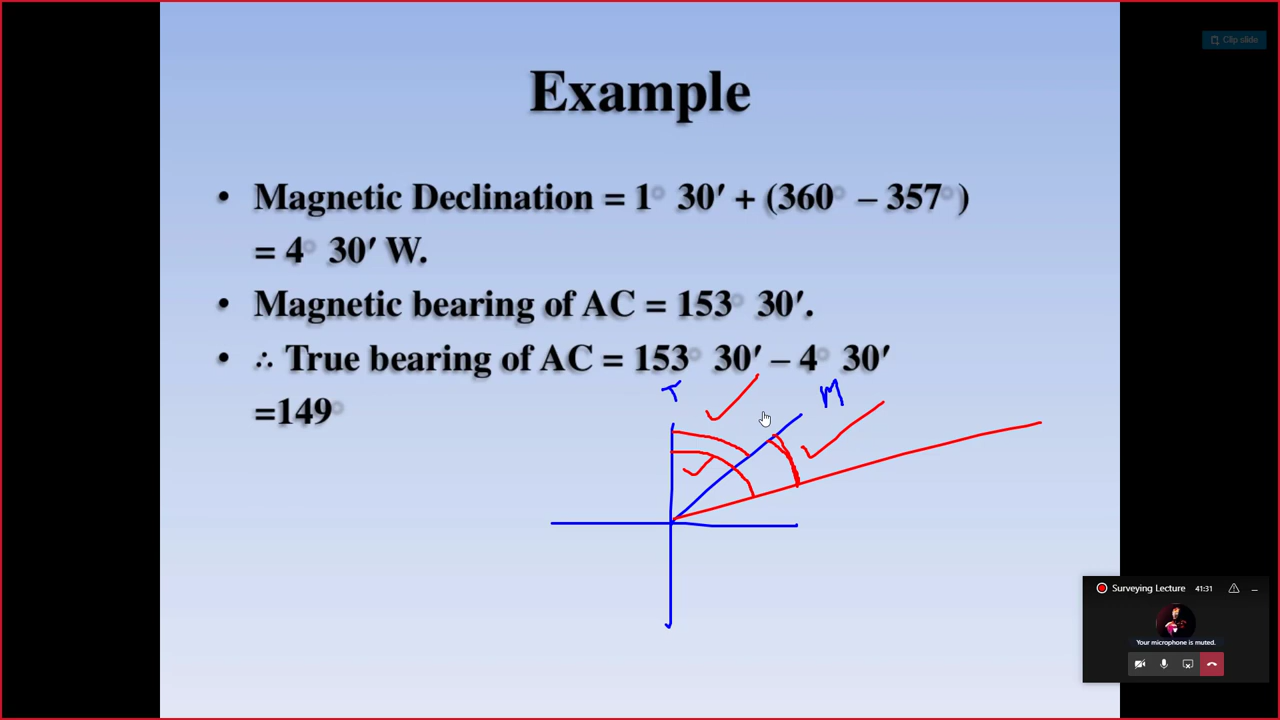 Clip slide
Example
• Magnetic Declination = 1° 30′ + (360° – 357°)
= 4° 30′ W.
• Magnetic bearing of AC = 153° 30′.
• ∴ True bearing of AC = 153° 30′ – 4° 30′
=149°
T
M
Surveying Lecture 41:31
Your microphone is muted.